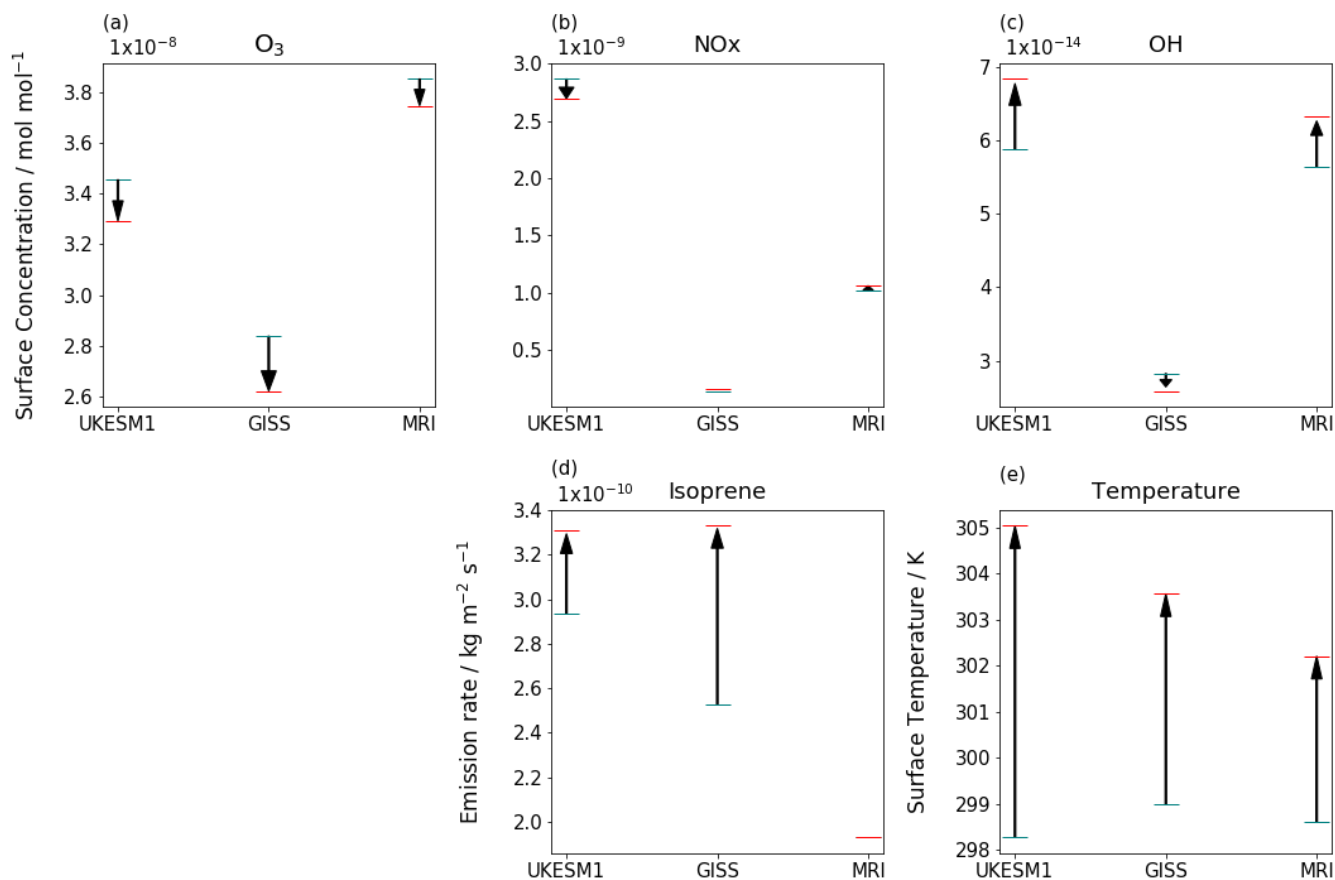 (a)
1x10⁻⁸
O₃
Surface Concentration / mol mol⁻¹
3.8
3.6
3.4
3.2
3.0
2.8
2.6
UKESM1 GISS MRI
(b)
1x10⁻⁹
NOx
3.0
2.5
2.0
1.5
1.0
0.5
UKESM1 GISS MRI
(c)
1x10⁻¹⁴
OH
7
6
5
4
3
UKESM1 GISS MRI
(d)
1x10⁻¹⁰
Isoprene
Emission rate / kg m⁻² s⁻¹
3.4
3.2
3.0
2.8
2.6
2.4
2.2
2.0
UKESM1 GISS MRI
(e)
Temperature
Surface Temperature / K
305
304
303
302
301
300
299
298
UKESM1 GISS MRI